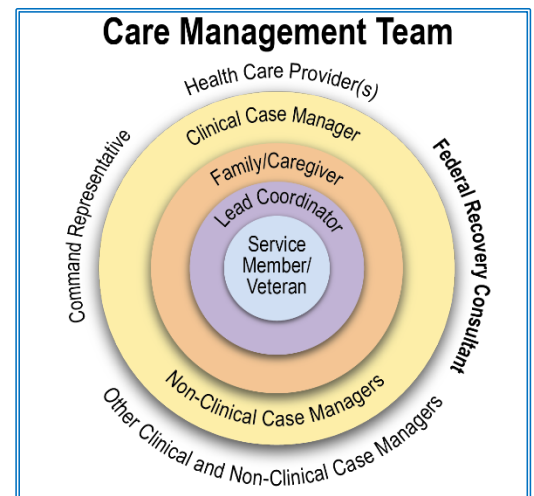 Care Management Team
Health Care Provider(s)
Command Representative
Federal Recovery Consultant
Clinical Case Manager
Family/Caregiver
Lead Coordinator
Service
Member/
Veteran
Non-Clinical Case Managers
Other Clinical and Non-Clinical Case Managers